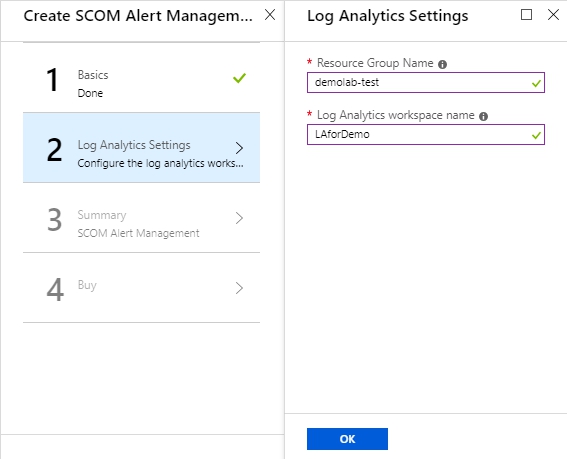 Create SCOM Alert Managem...
1
Basics
Done
2
Log Analytics Settings
Configure the log analytics works...
3
Summary
SCOM Alert Management
4
Buy
Log Analytics Settings
* Resource Group Name
demolab-test
* Log Analytics workspace name
LAforDemo
OK